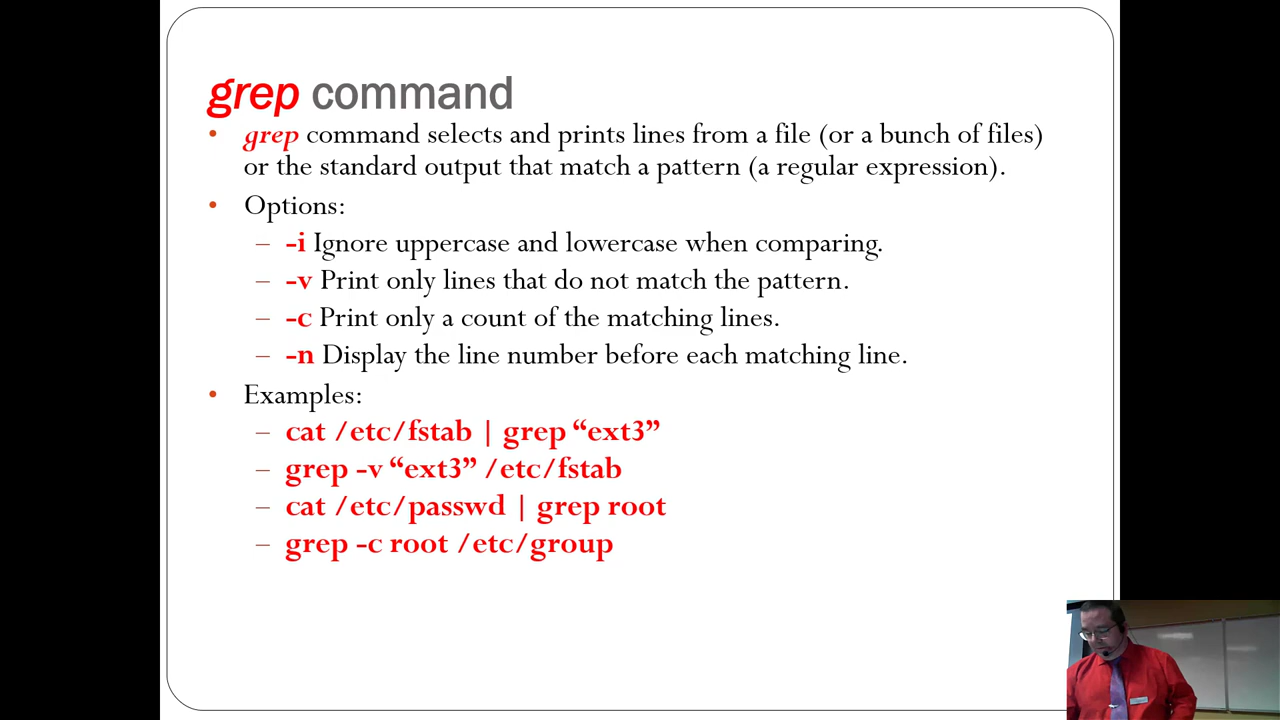 grep command
• grep command selects and prints lines from a file (or a bunch of files)
or the standard output that match a pattern (a regular expression).
• Options:
– -i Ignore uppercase and lowercase when comparing.
– -v Print only lines that do not match the pattern.
– -c Print only a count of the matching lines.
– -n Display the line number before each matching line.
• Examples:
– cat /etc/fstab | grep “ext3”
– grep -v “ext3” /etc/fstab
– cat /etc/passwd | grep root
– grep -c root /etc/group